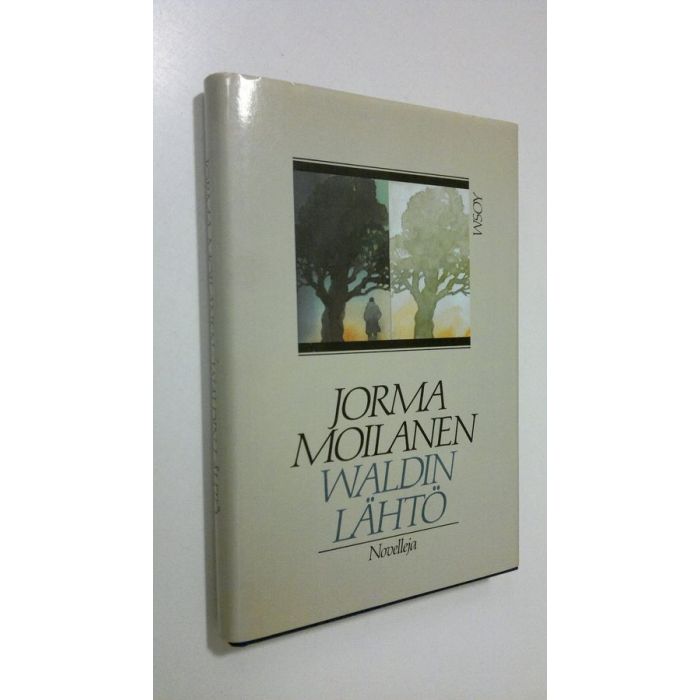 WSOY
JORMA
MOILANEN
WALDIN
LÄHTÖ
Novelleja